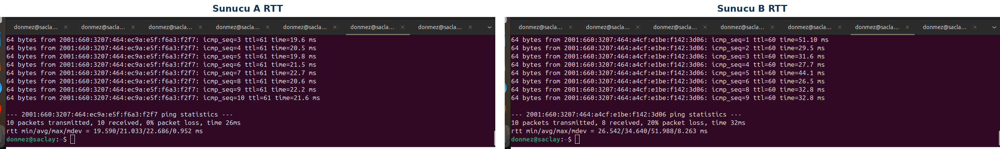 Sunucu A RTT
donmez@sacla... × donmez@sacla... × donmez@sacla... × donmez@sacla... × donmez@sacla... × donmez@sacla... × donmez@sacla... ×
64 bytes from 2001:660:3207:464:ec9a:e5f:f6a3:f2f7: icmp_seq=3 ttl=61 time=19.6 ms
64 bytes from 2001:660:3207:464:ec9a:e5f:f6a3:f2f7: icmp_seq=4 ttl=61 time=20.5 ms
64 bytes from 2001:660:3207:464:ec9a:e5f:f6a3:f2f7: icmp_seq=5 ttl=61 time=19.8 ms
64 bytes from 2001:660:3207:464:ec9a:e5f:f6a3:f2f7: icmp_seq=6 ttl=61 time=21.5 ms
64 bytes from 2001:660:3207:464:ec9a:e5f:f6a3:f2f7: icmp_seq=7 ttl=61 time=22.7 ms
64 bytes from 2001:660:3207:464:ec9a:e5f:f6a3:f2f7: icmp_seq=8 ttl=61 time=20.6 ms
64 bytes from 2001:660:3207:464:ec9a:e5f:f6a3:f2f7: icmp_seq=9 ttl=61 time=22.2 ms
64 bytes from 2001:660:3207:464:ec9a:e5f:f6a3:f2f7: icmp_seq=10 ttl=61 time=21.6 ms
--- 2001:660:3207:464:ec9a:e5f:f6a3:f2f7 ping statistics ---
10 packets transmitted, 10 received, 0% packet loss, time 26ms
rtt min/avg/max/mdev = 19.590/21.033/22.686/0.952 ms
donmez@saclay:~$
Sunucu B RTT
donmez@sacla... × donmez@sacla... × donmez@sacla... × donmez@sacla... × donmez@sacla... × donmez@sacla... × donmez@sacla... ×
64 bytes from 2001:660:3207:464:a4cf:e1be:f142:3d06: icmp_seq=1 ttl=60 time=51.10 ms
64 bytes from 2001:660:3207:464:a4cf:e1be:f142:3d06: icmp_seq=2 ttl=60 time=29.5 ms
64 bytes from 2001:660:3207:464:a4cf:e1be:f142:3d06: icmp_seq=3 ttl=60 time=31.6 ms
64 bytes from 2001:660:3207:464:a4cf:e1be:f142:3d06: icmp_seq=4 ttl=60 time=27.7 ms
64 bytes from 2001:660:3207:464:a4cf:e1be:f142:3d06: icmp_seq=5 ttl=60 time=44.1 ms
64 bytes from 2001:660:3207:464:a4cf:e1be:f142:3d06: icmp_seq=6 ttl=60 time=26.5 ms
64 bytes from 2001:660:3207:464:a4cf:e1be:f142:3d06: icmp_seq=8 ttl=60 time=32.8 ms
64 bytes from 2001:660:3207:464:a4cf:e1be:f142:3d06: icmp_seq=9 ttl=60 time=32.8 ms
--- 2001:660:3207:464:a4cf:e1be:f142:3d06 ping statistics ---
10 packets transmitted, 8 received, 20% packet loss, time 32ms
rtt min/avg/max/mdev = 26.542/34.640/51.988/8.263 ms
donmez@saclay:~$